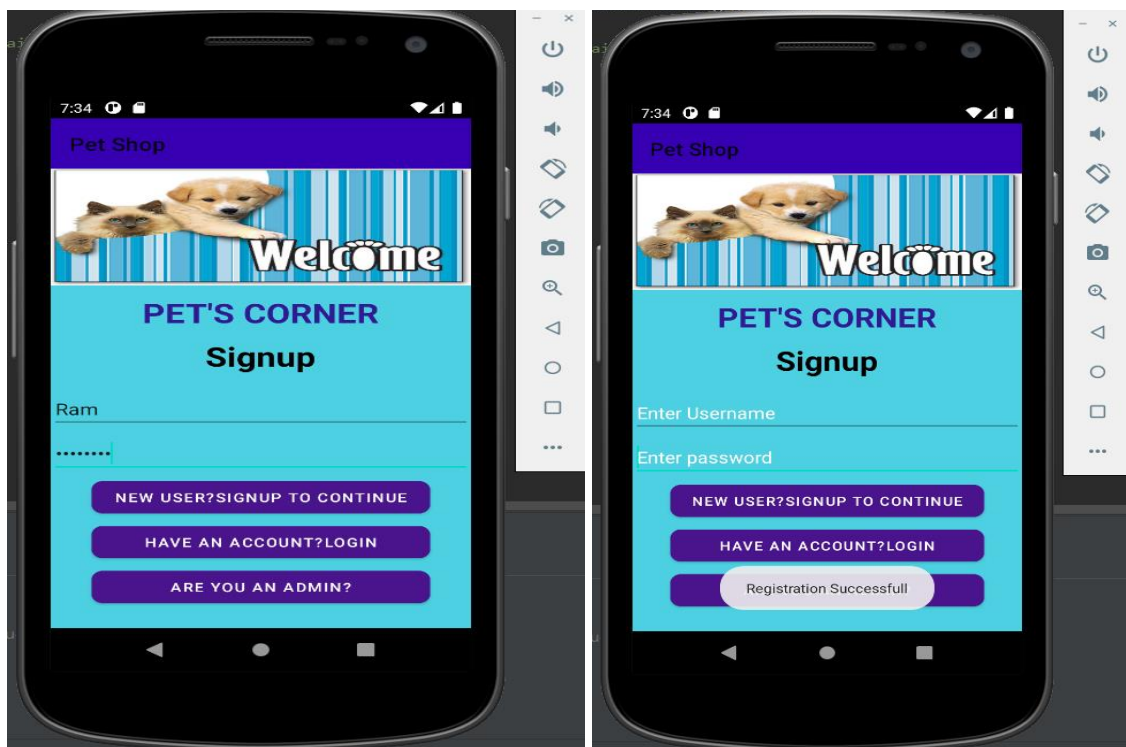 7:34
Pet Shop
Welcome
PET'S CORNER
Signup
Ram
••••••••
NEW USER?SIGNUP TO CONTINUE
HAVE AN ACCOUNT?LOGIN
ARE YOU AN ADMIN?
7:34
Pet Shop
Welcome
PET'S CORNER
Signup
Enter Username
Enter password
NEW USER?SIGNUP TO CONTINUE
HAVE AN ACCOUNT?LOGIN
Registration Successfull